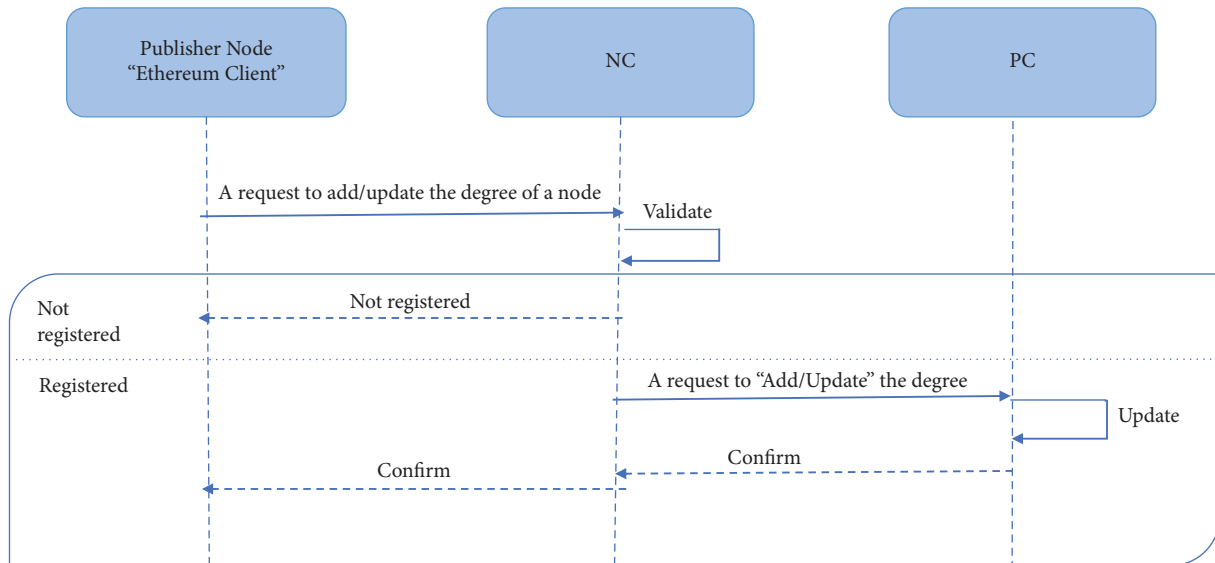 Publisher Node
“Ethereum Client”
NC
PC
A request to add/update the degree of a node
Validate
Not
registered
Not registered
Registered
A request to “Add/Update” the degree
Update
Confirm
Confirm